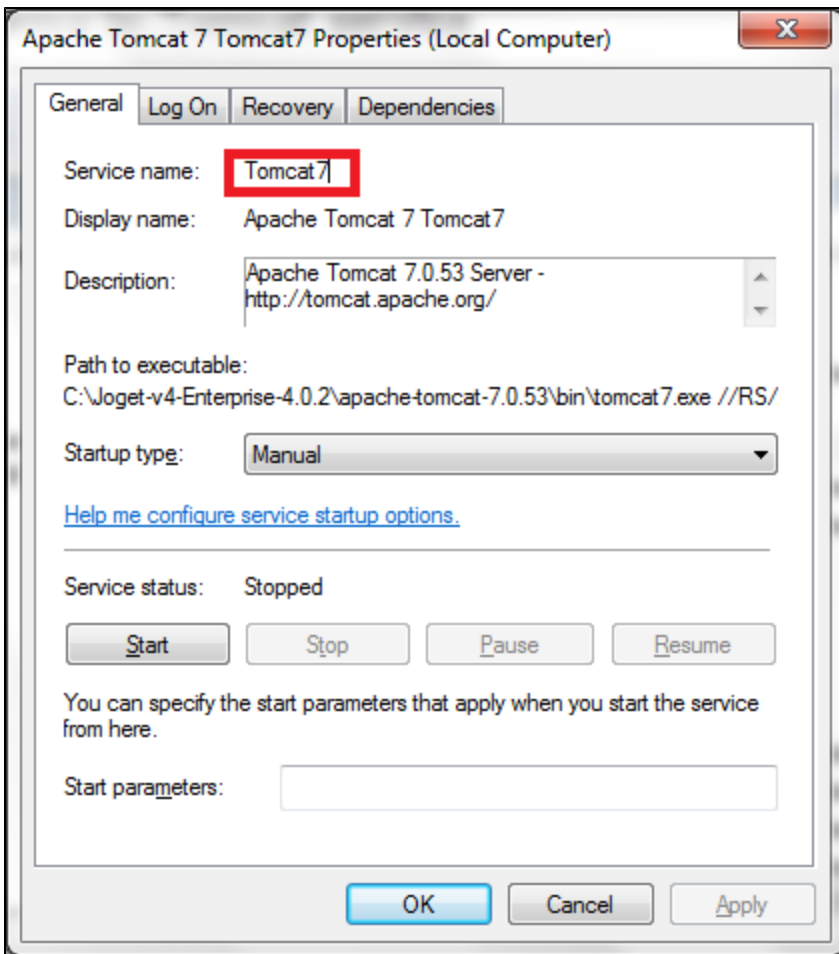 Apache Tomcat 7 Tomcat7 Properties (Local Computer)
General Log On Recovery Dependencies
Service name: Tomcat7
Display name: Apache Tomcat 7 Tomcat7
Description: Apache Tomcat 7.0.53 Server -
http://tomcat.apache.org/
Path to executable:
C:\Joget-v4-Enterprise-4.0.2\apache-tomcat-7.0.53\bin\tomcat7.exe //RS/
Startup type: Manual
Help me configure service startup options.
Service status: Stopped
Start Stop Pause Resume
You can specify the start parameters that apply when you start the service
from here.
Start parameters:
OK Cancel Apply